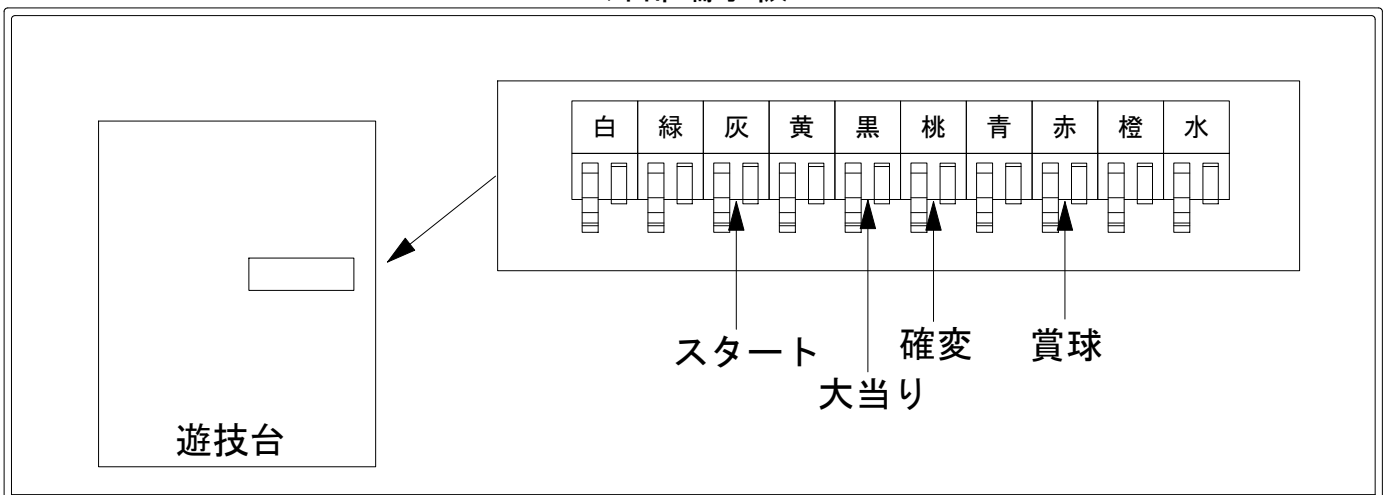 白 緑 灰 黄 黒 桃 青 赤 橙 水
スタート
大当り
確変
賞球
遊技台